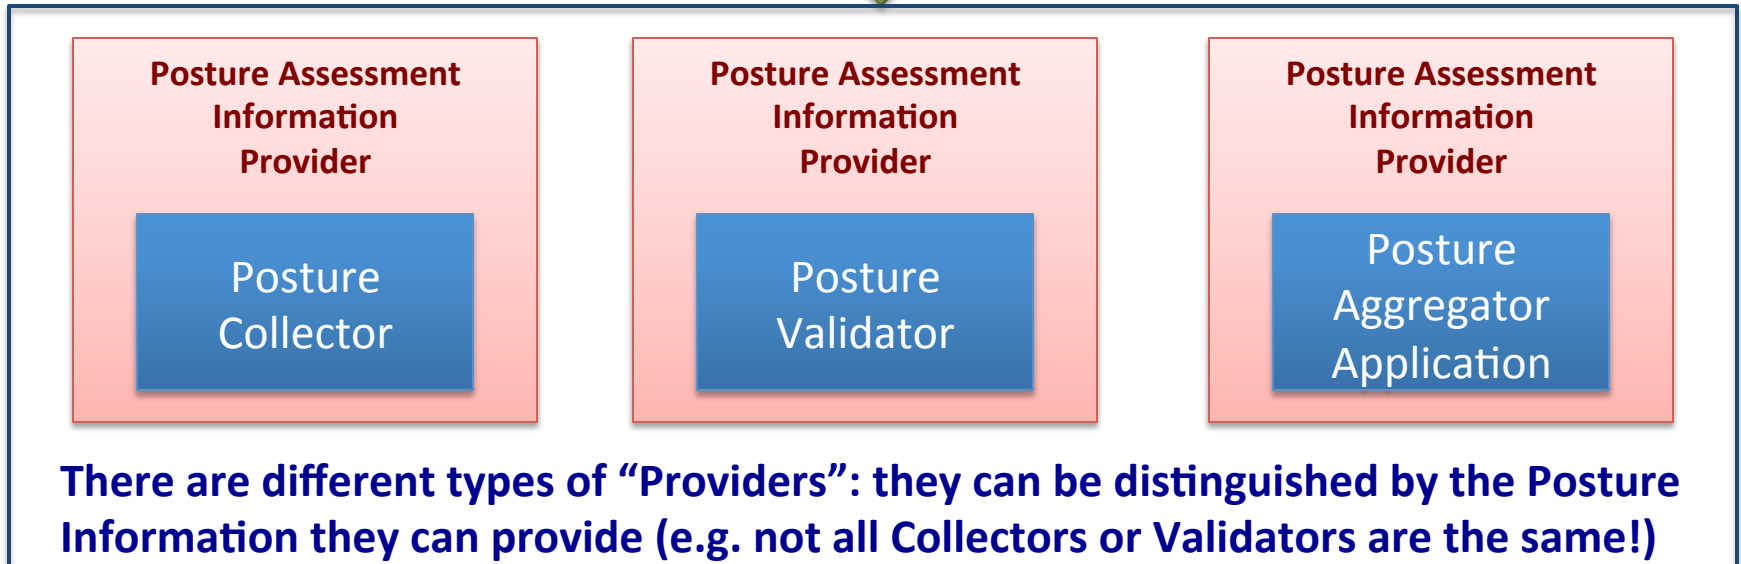 Posture Assessment
Information
Provider
Posture
Collector
Posture Assessment
Information
Provider
Posture
Validator
Posture Assessment
Information
Provider
Posture
Aggregator
Application
There are different types of “Providers”: they can be distinguished by the Posture
Information they can provide (e.g. not all Collectors or Validators are the same!)